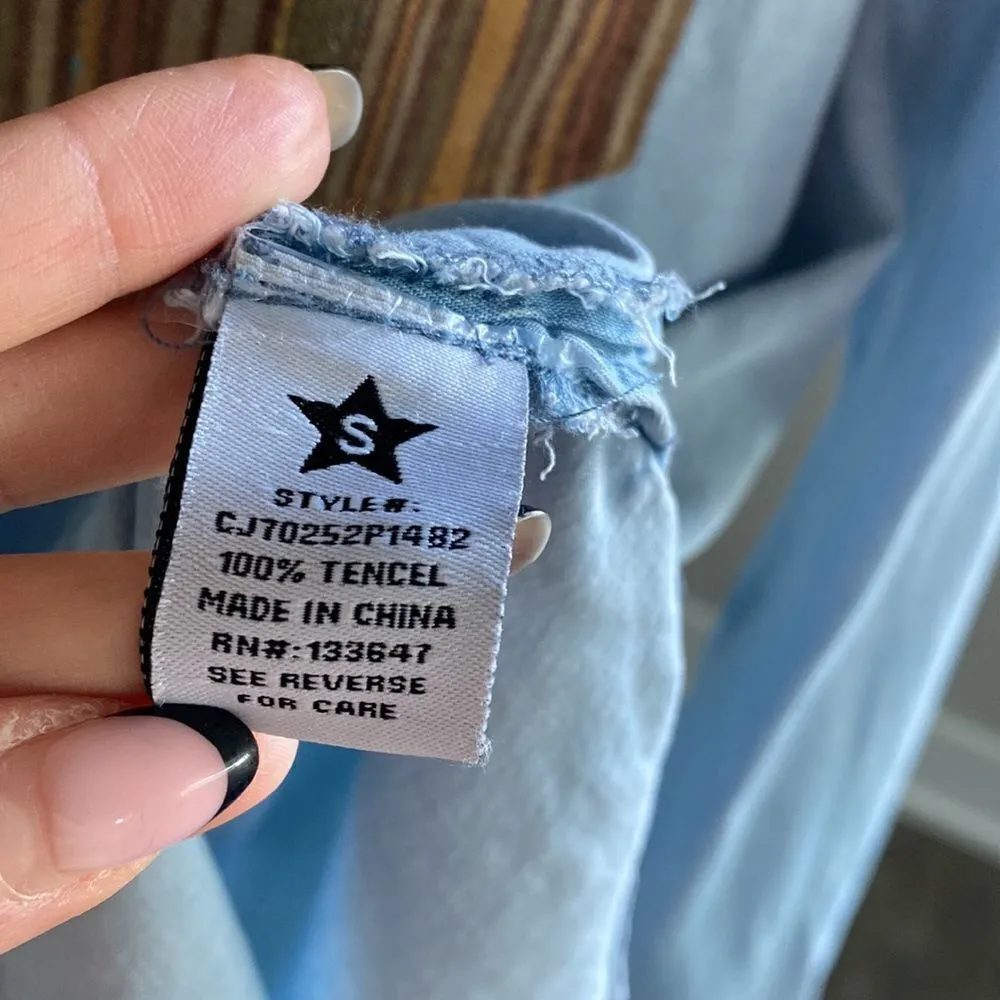 S
STYLE#:
CJ70252P1482
100% TENCEL
MADE IN CHINA
RN#:133647
SEE REVERSE
FOR CARE